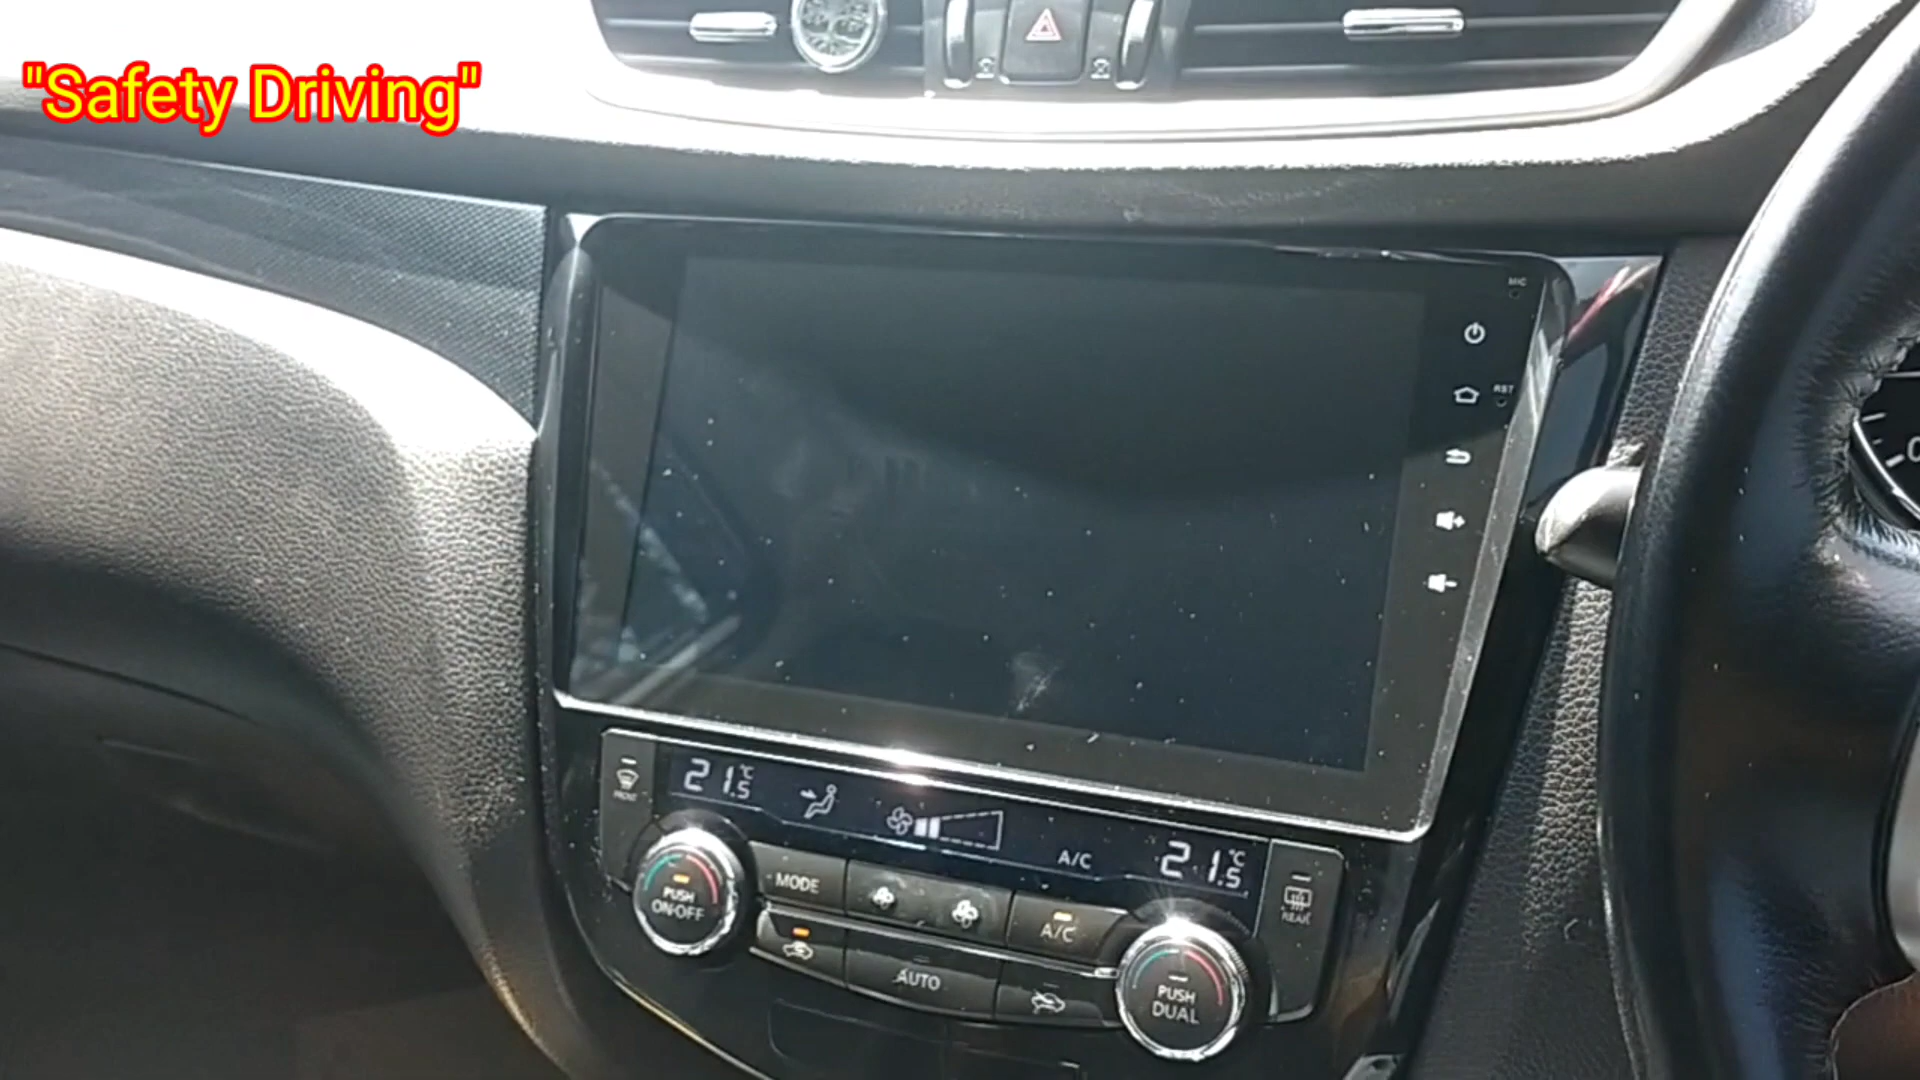 "Safety Driving"
MIC
RST
21.5°C
A/C
21.5°C
FRONT
PUSH
ON·OFF
MODE
A/C
REAR
AUTO
PUSH
DUAL